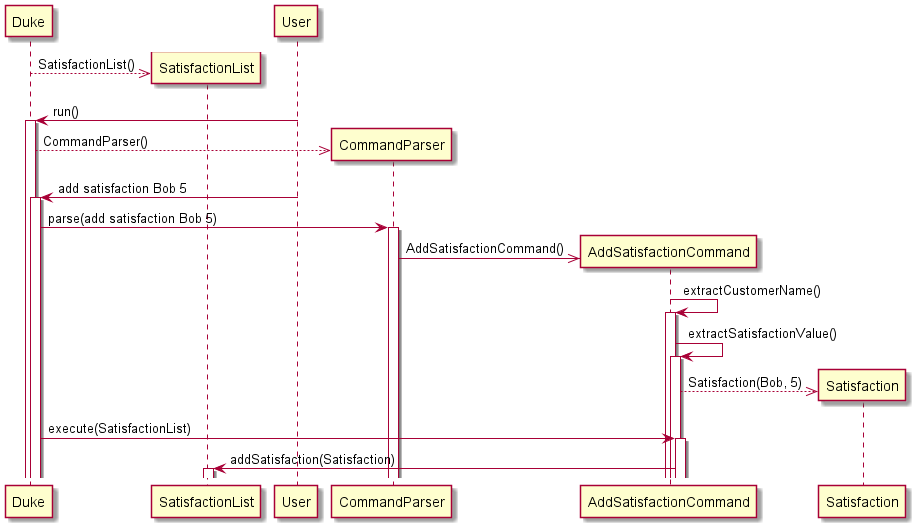 Duke
User
SatisfactionList()
SatisfactionList
run()
CommandParser()
CommandParser
add satisfaction Bob 5
parse(add satisfaction Bob 5)
AddSatisfactionCommand()
AddSatisfactionCommand
extractCustomerName()
extractSatisfactionValue()
Satisfaction(Bob, 5)
Satisfaction
execute(SatisfactionList)
addSatisfaction(Satisfaction)
Duke
SatisfactionList
User
CommandParser
AddSatisfactionCommand
Satisfaction